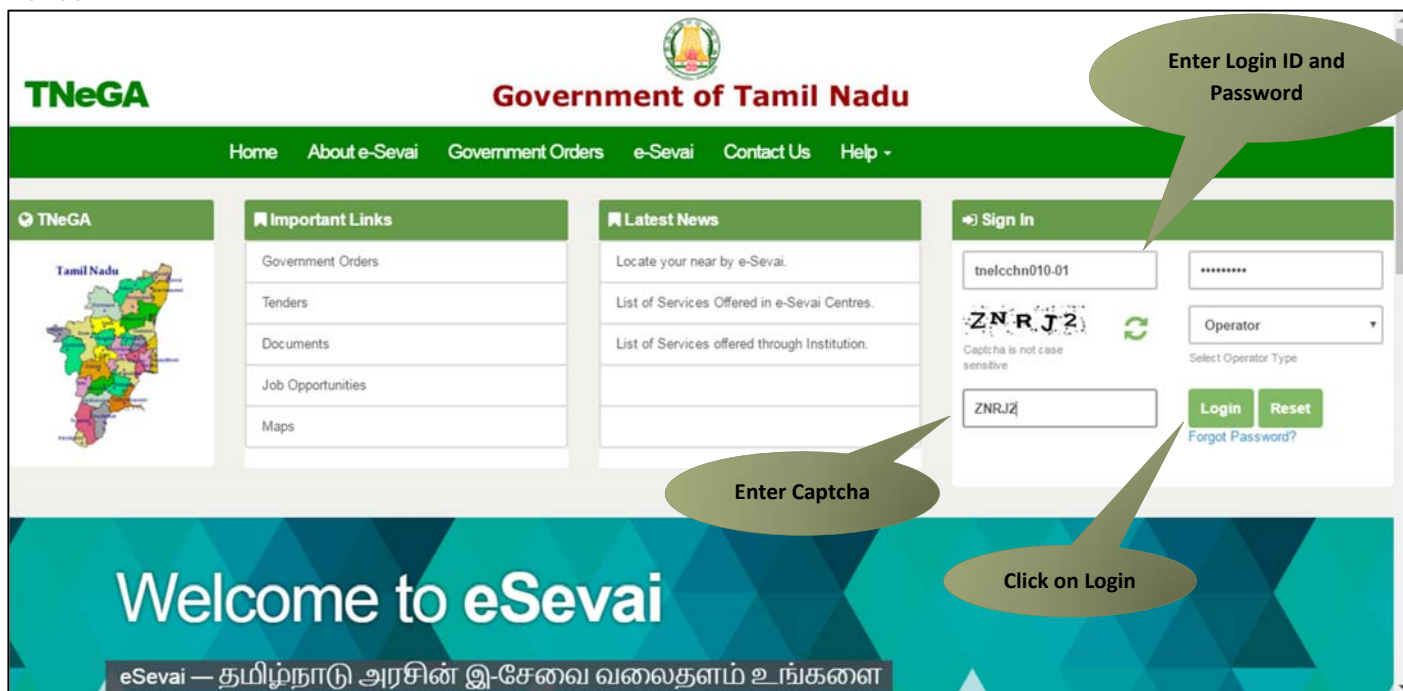 Enter Login ID and
Password
TNeGA
Government of Tamil Nadu
Home About e-Sevai Government Orders e-Sevai Contact Us Help
TNeGA
Tamil Nadu
Important Links
Government Orders
Tenders
Documents
Job Opportunities
Maps
Latest News
Locate your near by e-Sevai.
List of Services Offered in e-Sevai Centres.
List of Services offered through Institution.
Sign In
tnelcchn010-01 •••••••••
ZNRJ2 Operator
Captcha is not case
sensitive
Select Operator Type
ZNRJ2
Login Reset
Forgot Password?
Enter Captcha
Click on Login
Welcome to eSevai
eSevai — தமிழ்நாடு அரசின் இ-சேவை வலைதளம் உங்களை